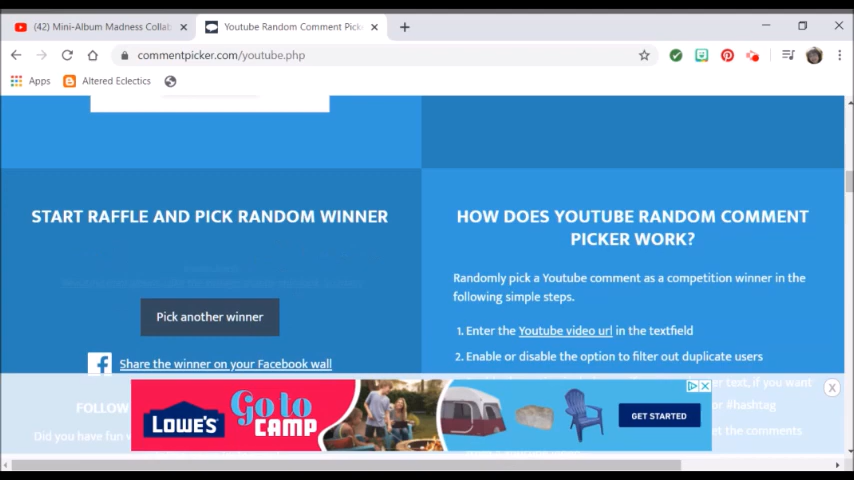 (42) Mini-Album Madness Collab
Youtube Random Comment Picke
commentpicker.com/youtube.php
Apps
Altered Eclectics
START RAFFLE AND PICK RANDOM WINNER
Pick another winner
Share the winner on your Facebook wall
FOLLOW
Did you have fun w
HOW DOES YOUTUBE RANDOM COMMENT
PICKER WORK?
Randomly pick a Youtube comment as a competition winner in the
following simple steps.
1. Enter the Youtube video url in the textfield
2. Enable or disable the option to filter out duplicate users
er text, if you want
or #hashtag
et the comments
LOWE'S
Go to
CAMP
GET STARTED